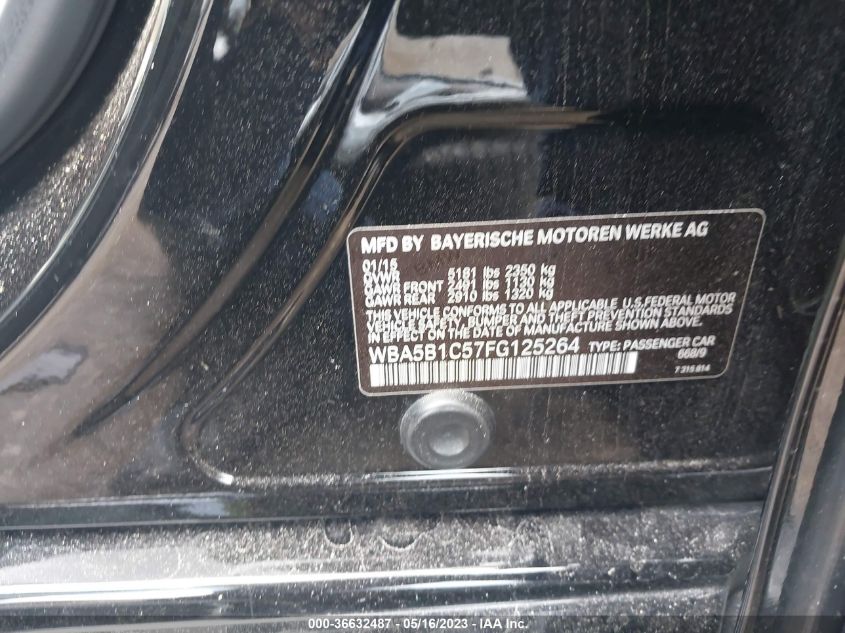 MFD BY BAYERISCHE MOTOREN WERKE AG
01/15
GVWR 5181 lbs 2350 kg
GAWR FRONT 2491 lbs 1130 kg
GAWR REAR 2910 lbs 1320 kg
THIS VEHICLE CONFORMS TO ALL APPLICABLE U.S.FEDERAL MOTOR
VEHICLE SAFETY, BUMPER AND THEFT PREVENTION STANDARDS
IN EFFECT ON THE DATE OF MANUFACTURE SHOWN ABOVE.
WBA5B1C57FG125264 TYPE: PASSENGER CAR
668/9
7 315 814
000-36632487 - 05/16/2023 - IAA Inc.